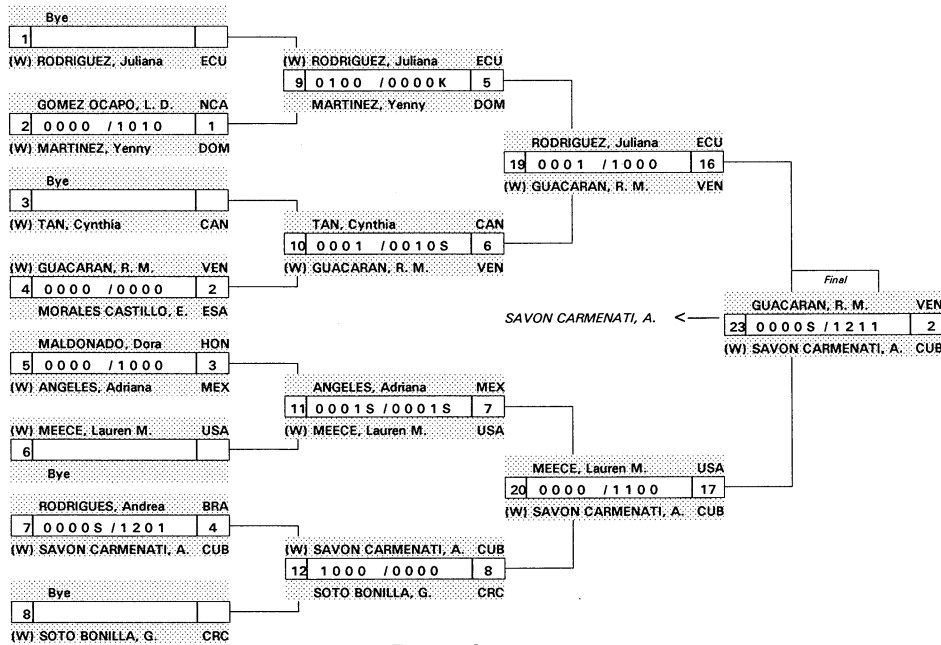 Bye
1
(W) RODRIGUEZ, Juliana ECU
GOMEZ OCAPO, L. D. NCA
2 0000 /1010 1
(W) MARTINEZ, Yenny DOM
Bye
3
(W) TAN, Cynthia CAN
(W) GUACARAN, R. M. VEN
4 0000 /0000 2
MORALES CASTILLO, E. ESA
MALDONADO, Dora HON
5 0000 /1000 3
(W) ANGELES, Adriana MEX
(W) MEECE, Lauren M. USA
6
Bye
RODRIGUES, Andrea BRA
7 0000S /1201 4
(W) SAVON CARMENATI, A. CUB
Bye
8
(W) SOTO BONILLA, G. CRC
(W) RODRIGUEZ, Juliana ECU
9 0100 /0000K 5
MARTINEZ, Yenny DOM
TAN, Cynthia CAN
10 0001 /0010S 6
(W) GUACARAN, R. M. VEN
ANGELES, Adriana MEX
11 0001S /0001S 7
(W) MEECE, Lauren M. USA
(W) SAVON CARMENATI, A. CUB
12 1000 /0000 8
SOTO BONILLA, G. CRC
RODRIGUEZ, Juliana ECU
19 0001 /1000 16
(W) GUACARAN, R. M. VEN
MEECE, Lauren M. USA
20 0000 /1100 17
(W) SAVON CARMENATI, A. CUB
Final
GUACARAN, R. M. VEN
23 0000S /1211 2
(W) SAVON CARMENATI, A. CUB
SAVON CARMENATI, A. <